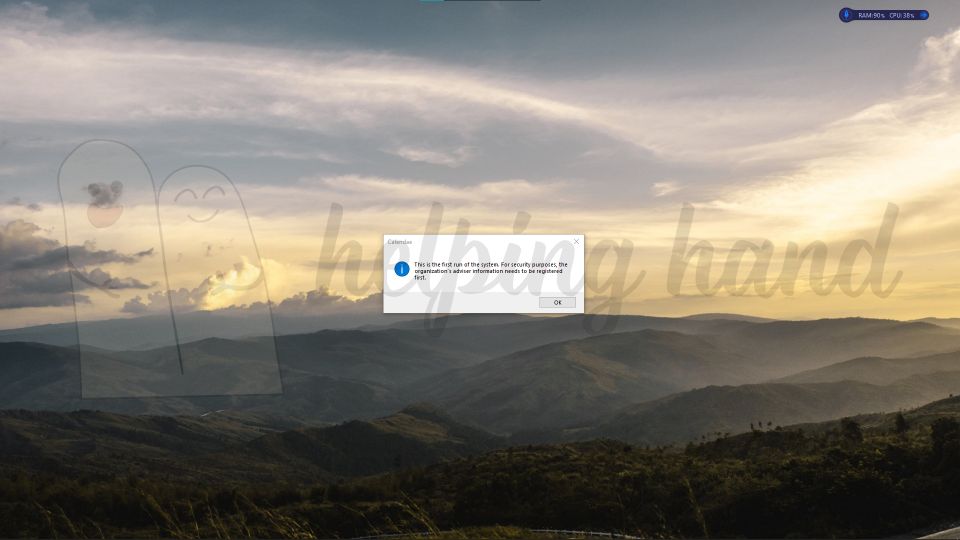 RAM:90% CPU:38%
helping hand
Calendae
This is the first run of the system. For security purposes, the
organization's adviser information needs to be registered
first.
OK